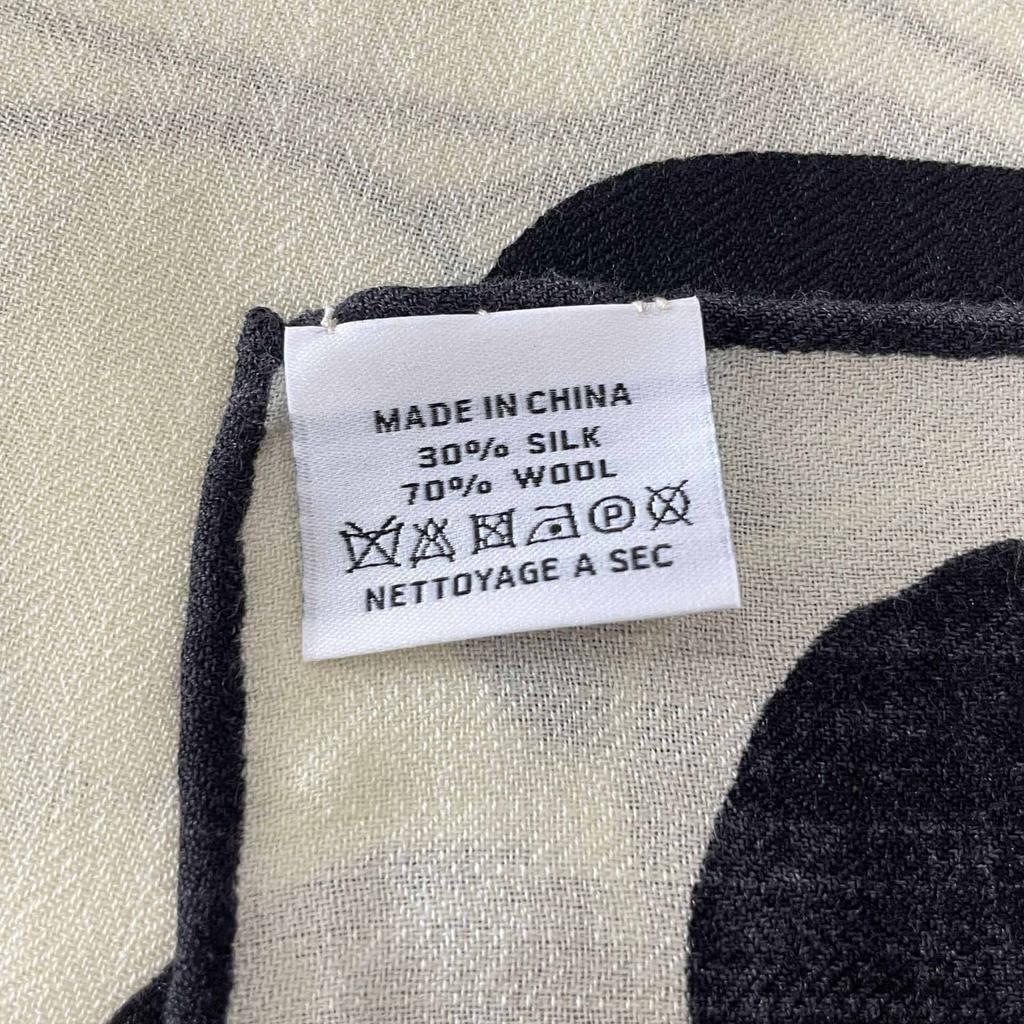 MADE IN CHINA
30% SILK
70% WOOL
P
NETTOYAGE A SEC